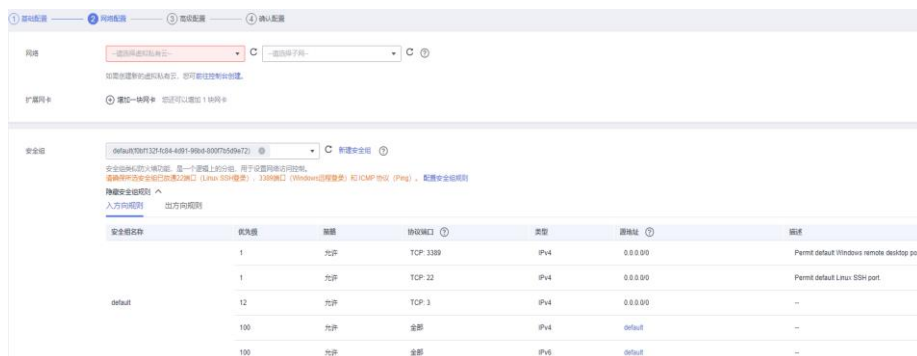 1 基础配置 2 网络配置 3 高级配置 4 确认配置
网络 --请选择虚拟私有云-- --请选择子网--
如需创建新的虚拟私有云，您可前往控制台创建。
扩展网卡 增加一块网卡 您还可以增加 1 块网卡
安全组 新建安全组
安全组类似防火墙功能，是一个逻辑上的分组，用于设置网络访问控制。
请确保所选安全组已放通22端口（Linux SSH登录），3389端口（Windows远程登录）和 ICMP 协议（Ping）。 配置安全组规则
隐藏安全组规则
入方向规则 出方向规则
安全组名称 优先级 策略 协议端口 类型 源地址 描述
1 允许 TCP: 3389 IPv4 0.0.0.0/0 Permit default Windows remote desktop po
1 允许 TCP: 22 IPv4 0.0.0.0/0 Permit default Linux SSH port.
default 12 允许 TCP: 3 IPv4 0.0.0.0/0 --
100 允许 全部 IPv4 default --
100 允许 全部 IPv6 default --